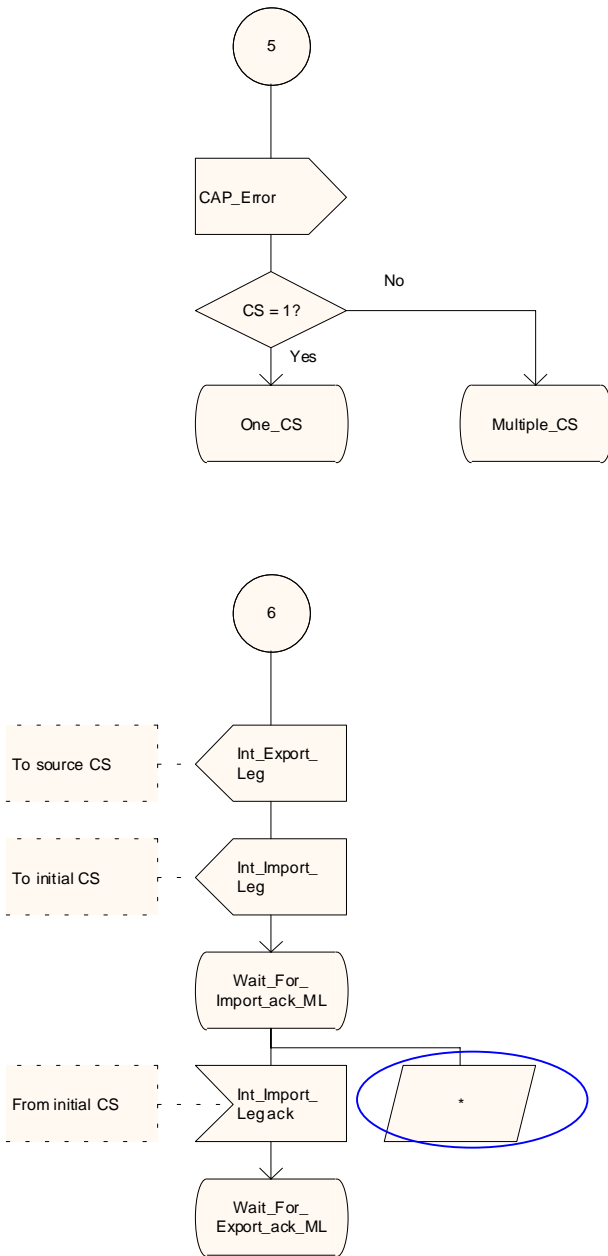 5
CAP_Error
CS = 1?
No
Yes
One_CS
Multiple_CS
6
To source CS
Int_Export_
Leg
To initial CS
Int_Import_
Leg
Wait_For_
Import_ack_ML
From initial CS
Int_Import_
Leg ack
*
Wait_For_
Export_ack_ML